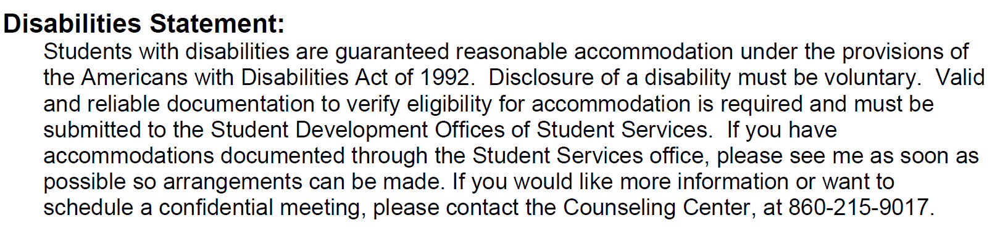 Disabilities Statement:
Students with disabilities are guaranteed reasonable accommodation under the provisions of
the Americans with Disabilities Act of 1992.  Disclosure of a disability must be voluntary.  Valid
and reliable documentation to verify eligibility for accommodation is required and must be
submitted to the Student Development Offices of Student Services.  If you have
accommodations documented through the Student Services office, please see me as soon as
possible so arrangements can be made. If you would like more information or want to
schedule a confidential meeting, please contact the Counseling Center, at 860-215-9017.